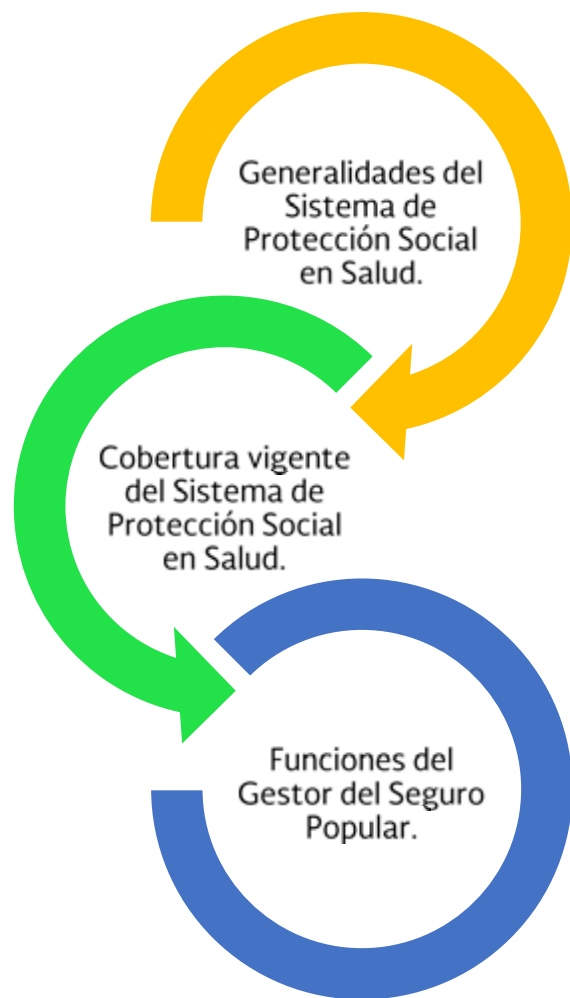 Generalidades del
Sistema de
Protección Social
en Salud.
Cobertura vigente
del Sistema de
Protección Social
en Salud.
Funciones del
Gestor del Seguro
Popular.